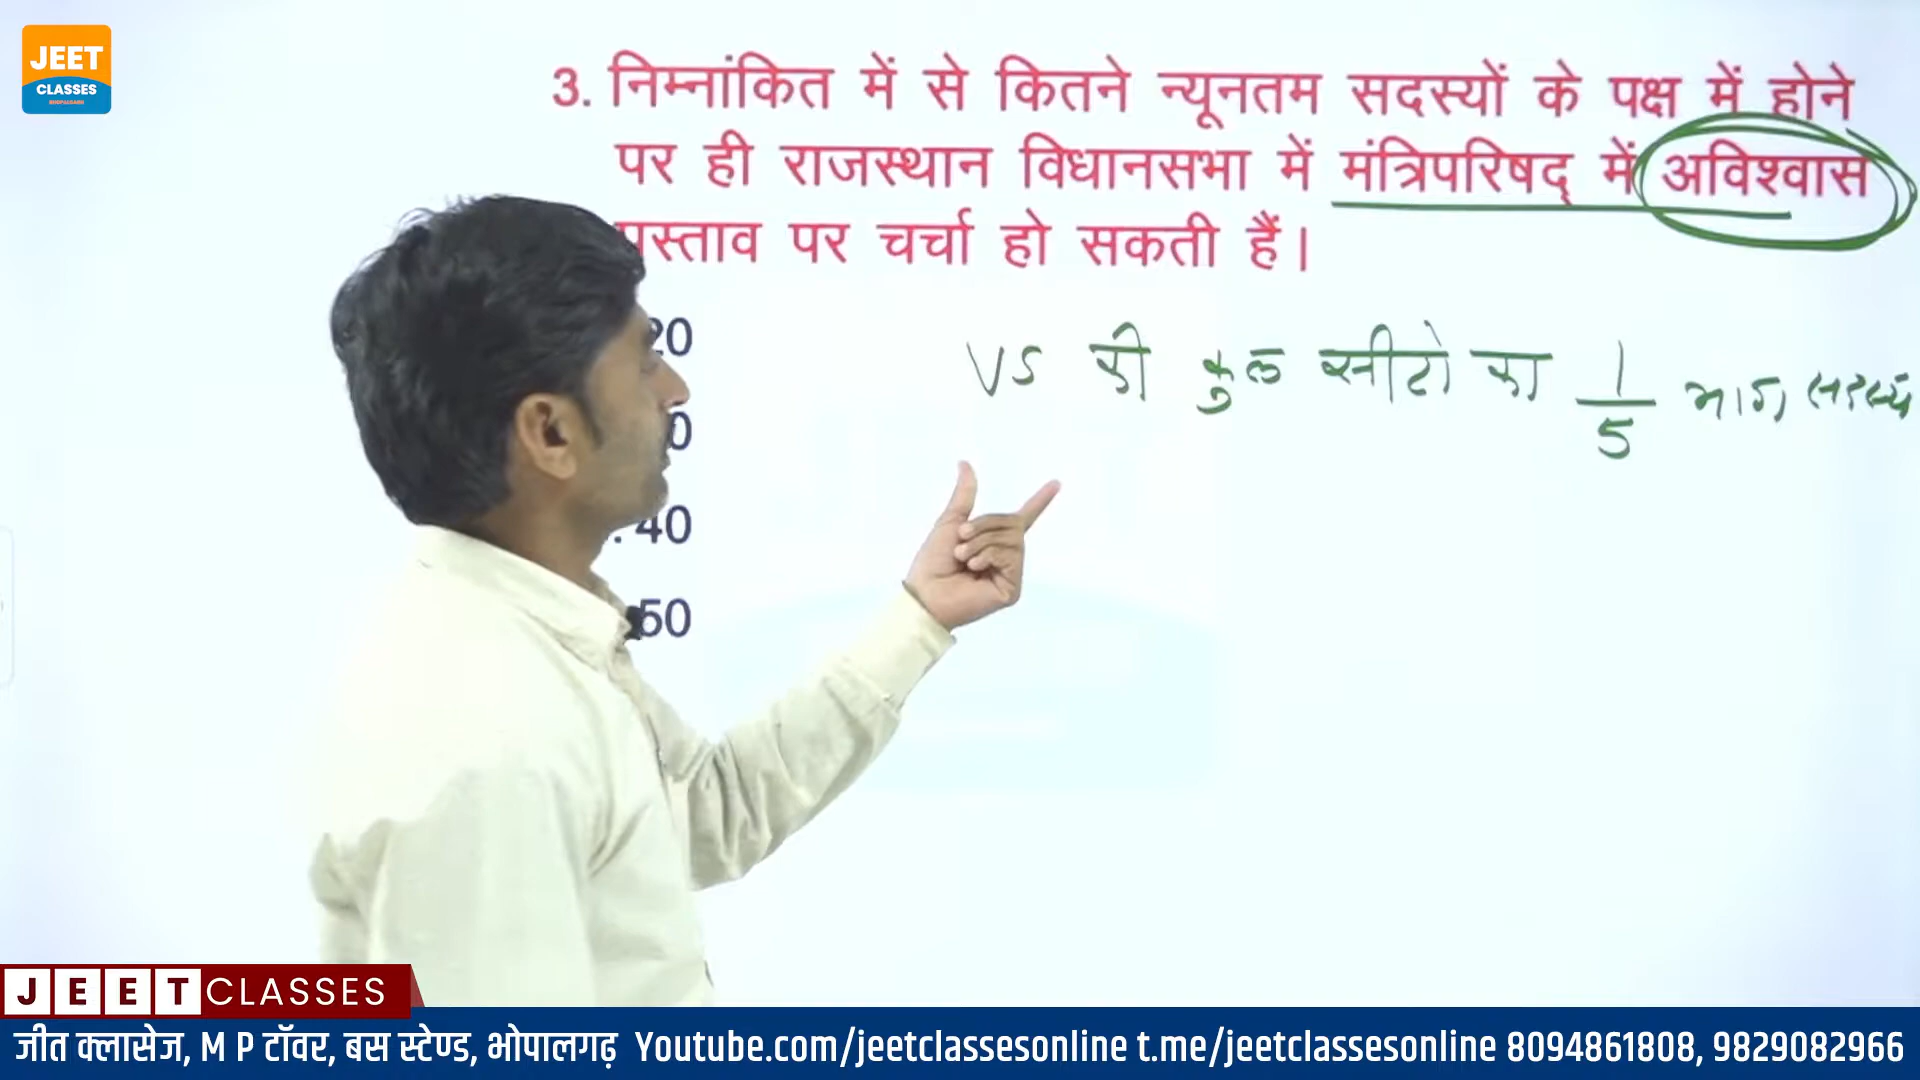 JEET
CLASSES
3. निम्नांकित में से कितने न्यूनतम सदस्यों के पक्ष में होने
पर ही राजस्थान विधानसभा में मंत्रिपरिषद् में अविश्वास
प्रस्ताव पर चर्चा हो सकती हैं।
20
VS की कुल सीटो का 1/5 भाग
0
. 40
50
JEET CLASSES
जीत क्लासेज, M P टॉवर, बस स्टेण्ड, भोपालगढ़ Youtube.com/jeetclassesonline t.me/jeetclassesonline 8094861808, 9829082966